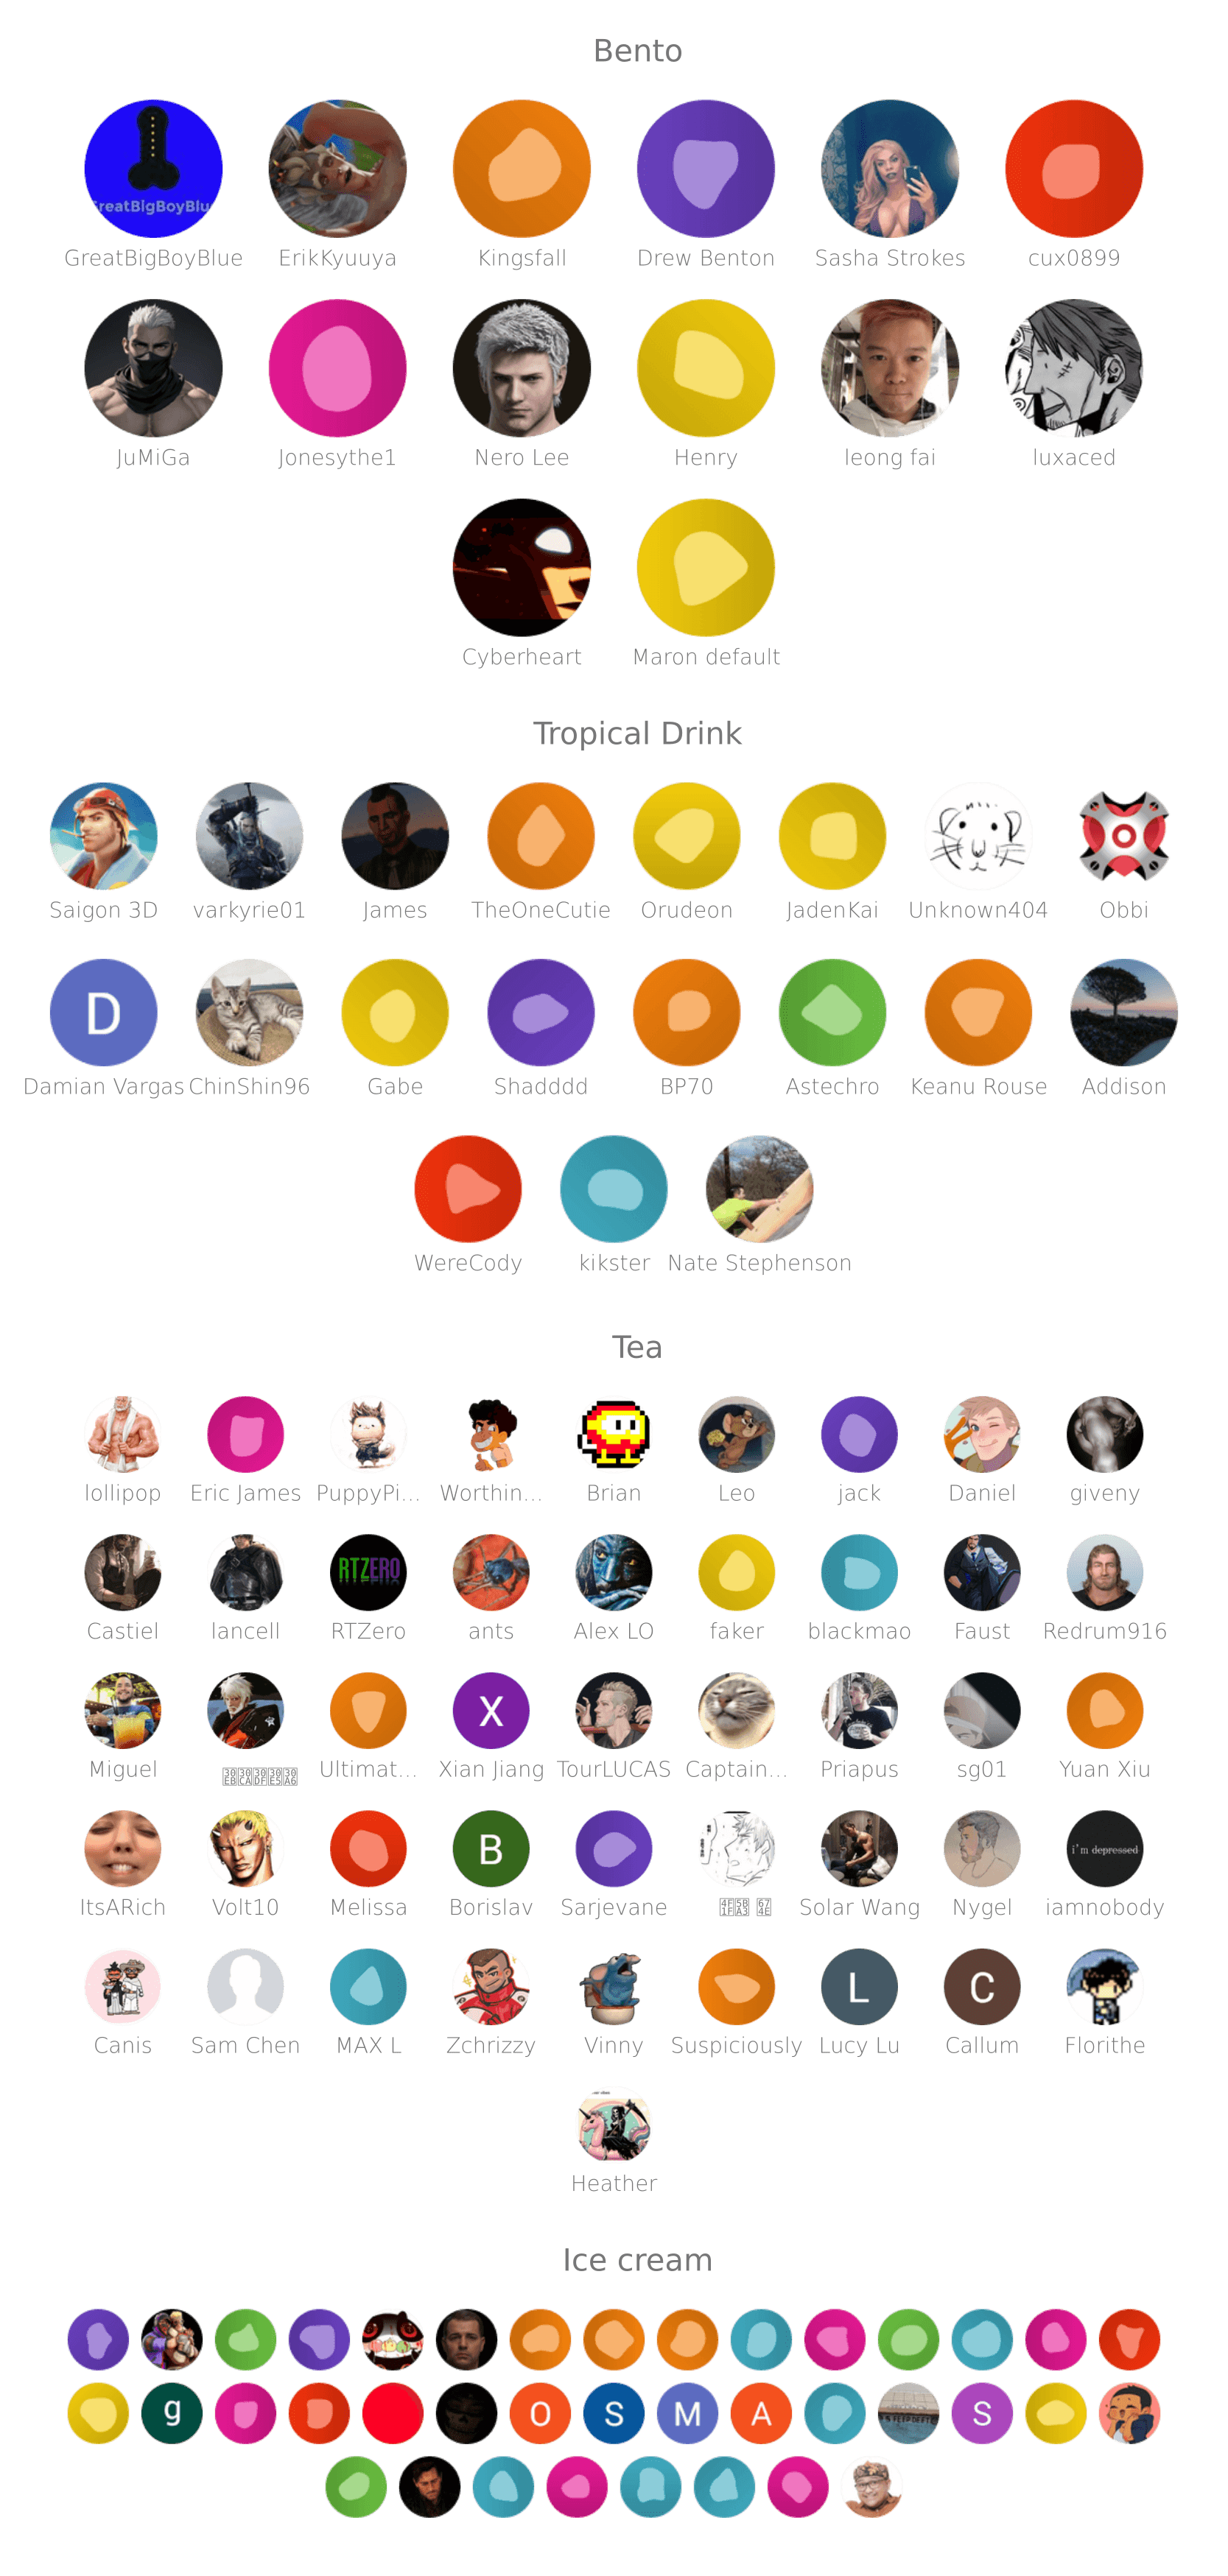 Bento
GreatBigBoyBlu
GreatBigBoyBlue ErikKyuuya Kingsfall Drew Benton Sasha Strokes cux0899
JuMiGa Jonesythe1 Nero Lee Henry leong fai luxaced
Cyberheart Maron default
Tropical Drink
Saigon 3D varkyrie01 James TheOneCutie Orudeon JadenKai Unknown404 Obbi
D
Damian Vargas ChinShin96 Gabe Shadddd BP70 Astechro Keanu Rouse Addison
WereCody kikster Nate Stephenson
Tea
lollipop Eric James PuppyPi... Worthin... Brian Leo jack Daniel giveny
RTZERO
Castiel lancell RTZero ants Alex LO faker blackmao Faust Redrum916
X
Miguel Ultimat... Xian Jiang TourLUCAS Captain... Priapus sg01 Yuan Xiu
B i'm depressed
ItsARich Volt10 Melissa Borislav Sarjevane Solar Wang Nygel iamnobody
L C
Canis Sam Chen MAX L Zchrizzy Vinny Suspiciously Lucy Lu Callum Florithe
Heather
Ice cream
g O S M A S